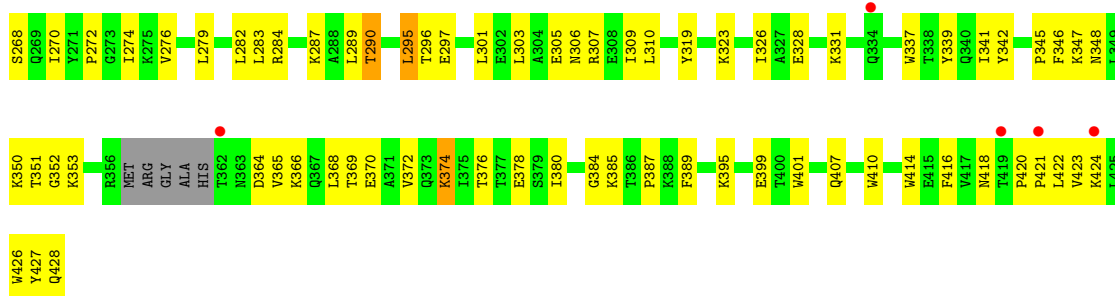 S268 Q269 I270 Y271 P272 G273 I274 K275 V276 L279 L282 L283 R284 K287 A288 L289 T290 L295 T296 E297 L301 E302 L303 A304 E305 N306 R307 E308 I309 L310 Y319 K323 I326 A327 E328 K331 Q334 W337 T338 Y339 Q340 I341 Y342 P345 F346 K347 N348 L349
K350 T351 G352 K353 R356 MET ARG GLY ALA HIS T362 N363 D364 V365 K366 Q367 L368 T369 E370 A371 V372 Q373 K374 I375 T376 T377 E378 S379 I380 G384 K385 T386 P387 K388 F389 K395 E399 T400 W401 Q407 W410 W414 E415 F416 V417 N418 T419 P420 P421 L422 V423 K424 L425
W426 Y427 Q428